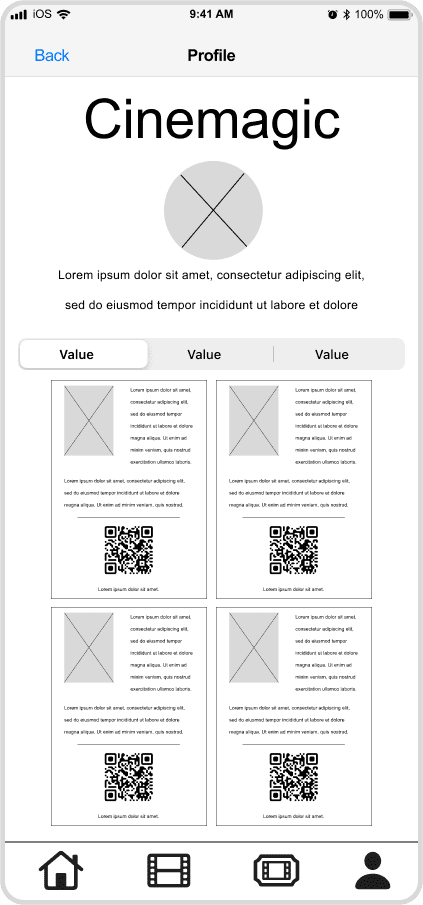 iOS 9:41 AM 100%
Back Profile
Cinemagic
Lorem ipsum dolor sit amet, consectetur adipiscing elit,
sed do eiusmod tempor incididunt ut labore et dolore
Value Value Value
Lorem ipsum dolor sit amet,
consectetur adipiscing elit,
sed do eiusmod tempor
incididunt ut labore et dolore
magna aliqua. Ut enim ad
minim veniam, quis nostrud
exercitation ullamco laboris.
Lorem ipsum dolor sit amet, consectetur adipiscing elit,
sed do eiusmod tempor incididunt ut labore et dolore
magna aliqua. Ut enim ad minim veniam, quis nostrud.
Lorem ipsum dolor sit amet.
Lorem ipsum dolor sit amet,
consectetur adipiscing elit,
sed do eiusmod tempor
incididunt ut labore et dolore
magna aliqua. Ut enim ad
minim veniam, quis nostrud
exercitation ullamco laboris.
Lorem ipsum dolor sit amet, consectetur adipiscing elit,
sed do eiusmod tempor incididunt ut labore et dolore
magna aliqua. Ut enim ad minim veniam, quis nostrud.
Lorem ipsum dolor sit amet.
Lorem ipsum dolor sit amet,
consectetur adipiscing elit,
sed do eiusmod tempor
incididunt ut labore et dolore
magna aliqua. Ut enim ad
minim veniam, quis nostrud
exercitation ullamco laboris.
Lorem ipsum dolor sit amet, consectetur adipiscing elit,
sed do eiusmod tempor incididunt ut labore et dolore
magna aliqua. Ut enim ad minim veniam, quis nostrud.
Lorem ipsum dolor sit amet.
Lorem ipsum dolor sit amet,
consectetur adipiscing elit,
sed do eiusmod tempor
incididunt ut labore et dolore
magna aliqua. Ut enim ad
minim veniam, quis nostrud
exercitation ullamco laboris.
Lorem ipsum dolor sit amet, consectetur adipiscing elit,
sed do eiusmod tempor incididunt ut labore et dolore
magna aliqua. Ut enim ad minim veniam, quis nostrud.
Lorem ipsum dolor sit amet.